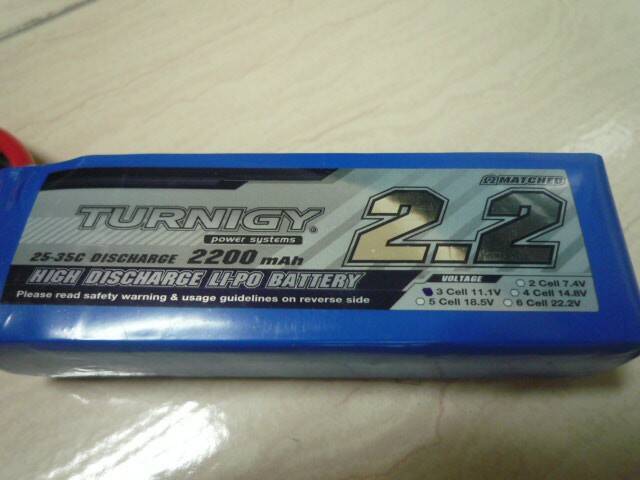 ΩMATCHED
TURNIGY®
power systems
2.2
25-35C DISCHARGE 2200 mAh
HIGH DISCHARGE LI-PO BATTERY
Please read safety warning & usage guidelines on reverse side
VOLTAGE
2 Cell 7.4V
3 Cell 11.1V 4 Cell 14.8V
5 Cell 18.5V 6 Cell 22.2V